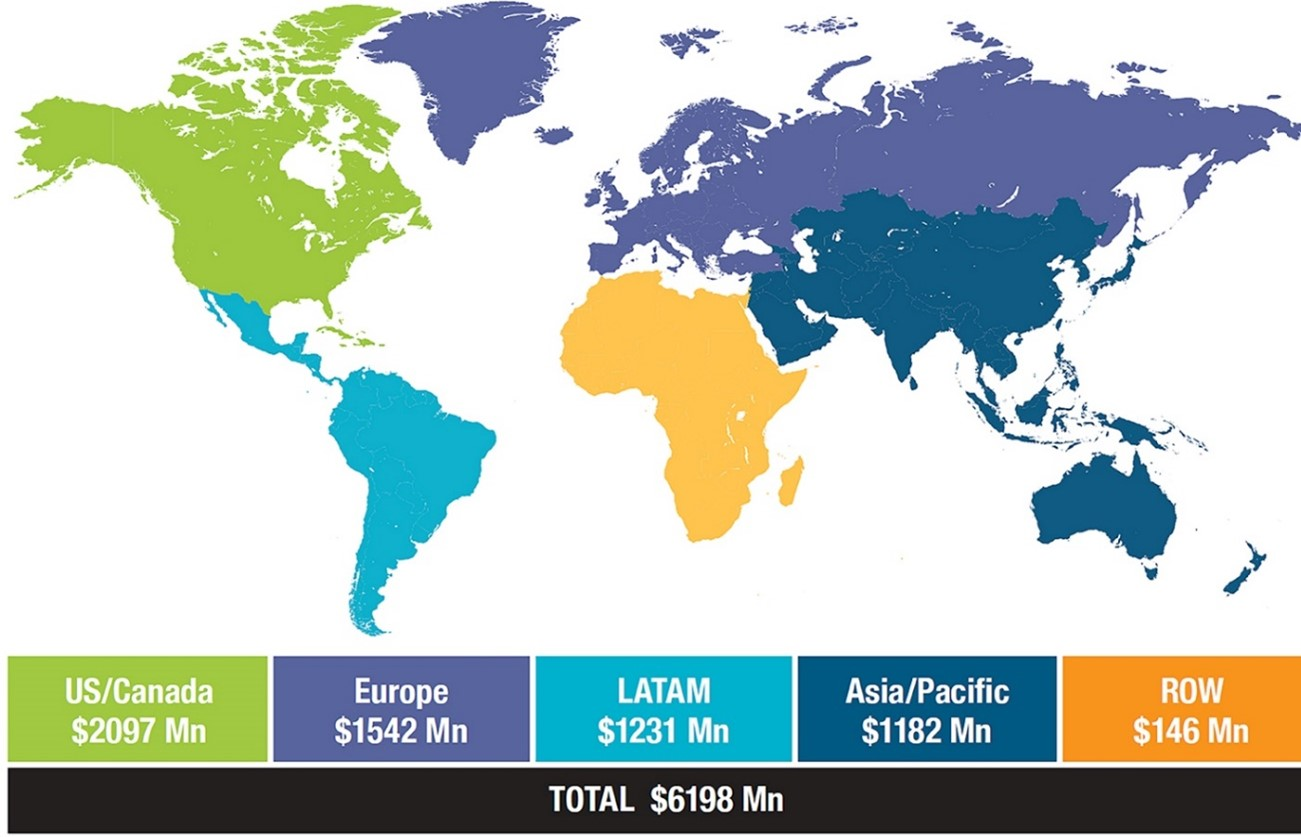 US/Canada
$2097 Mn
Europe
$1542 Mn
LATAM
$1231 Mn
Asia/Pacific
$1182 Mn
ROW
$146 Mn
TOTAL $6198 Mn